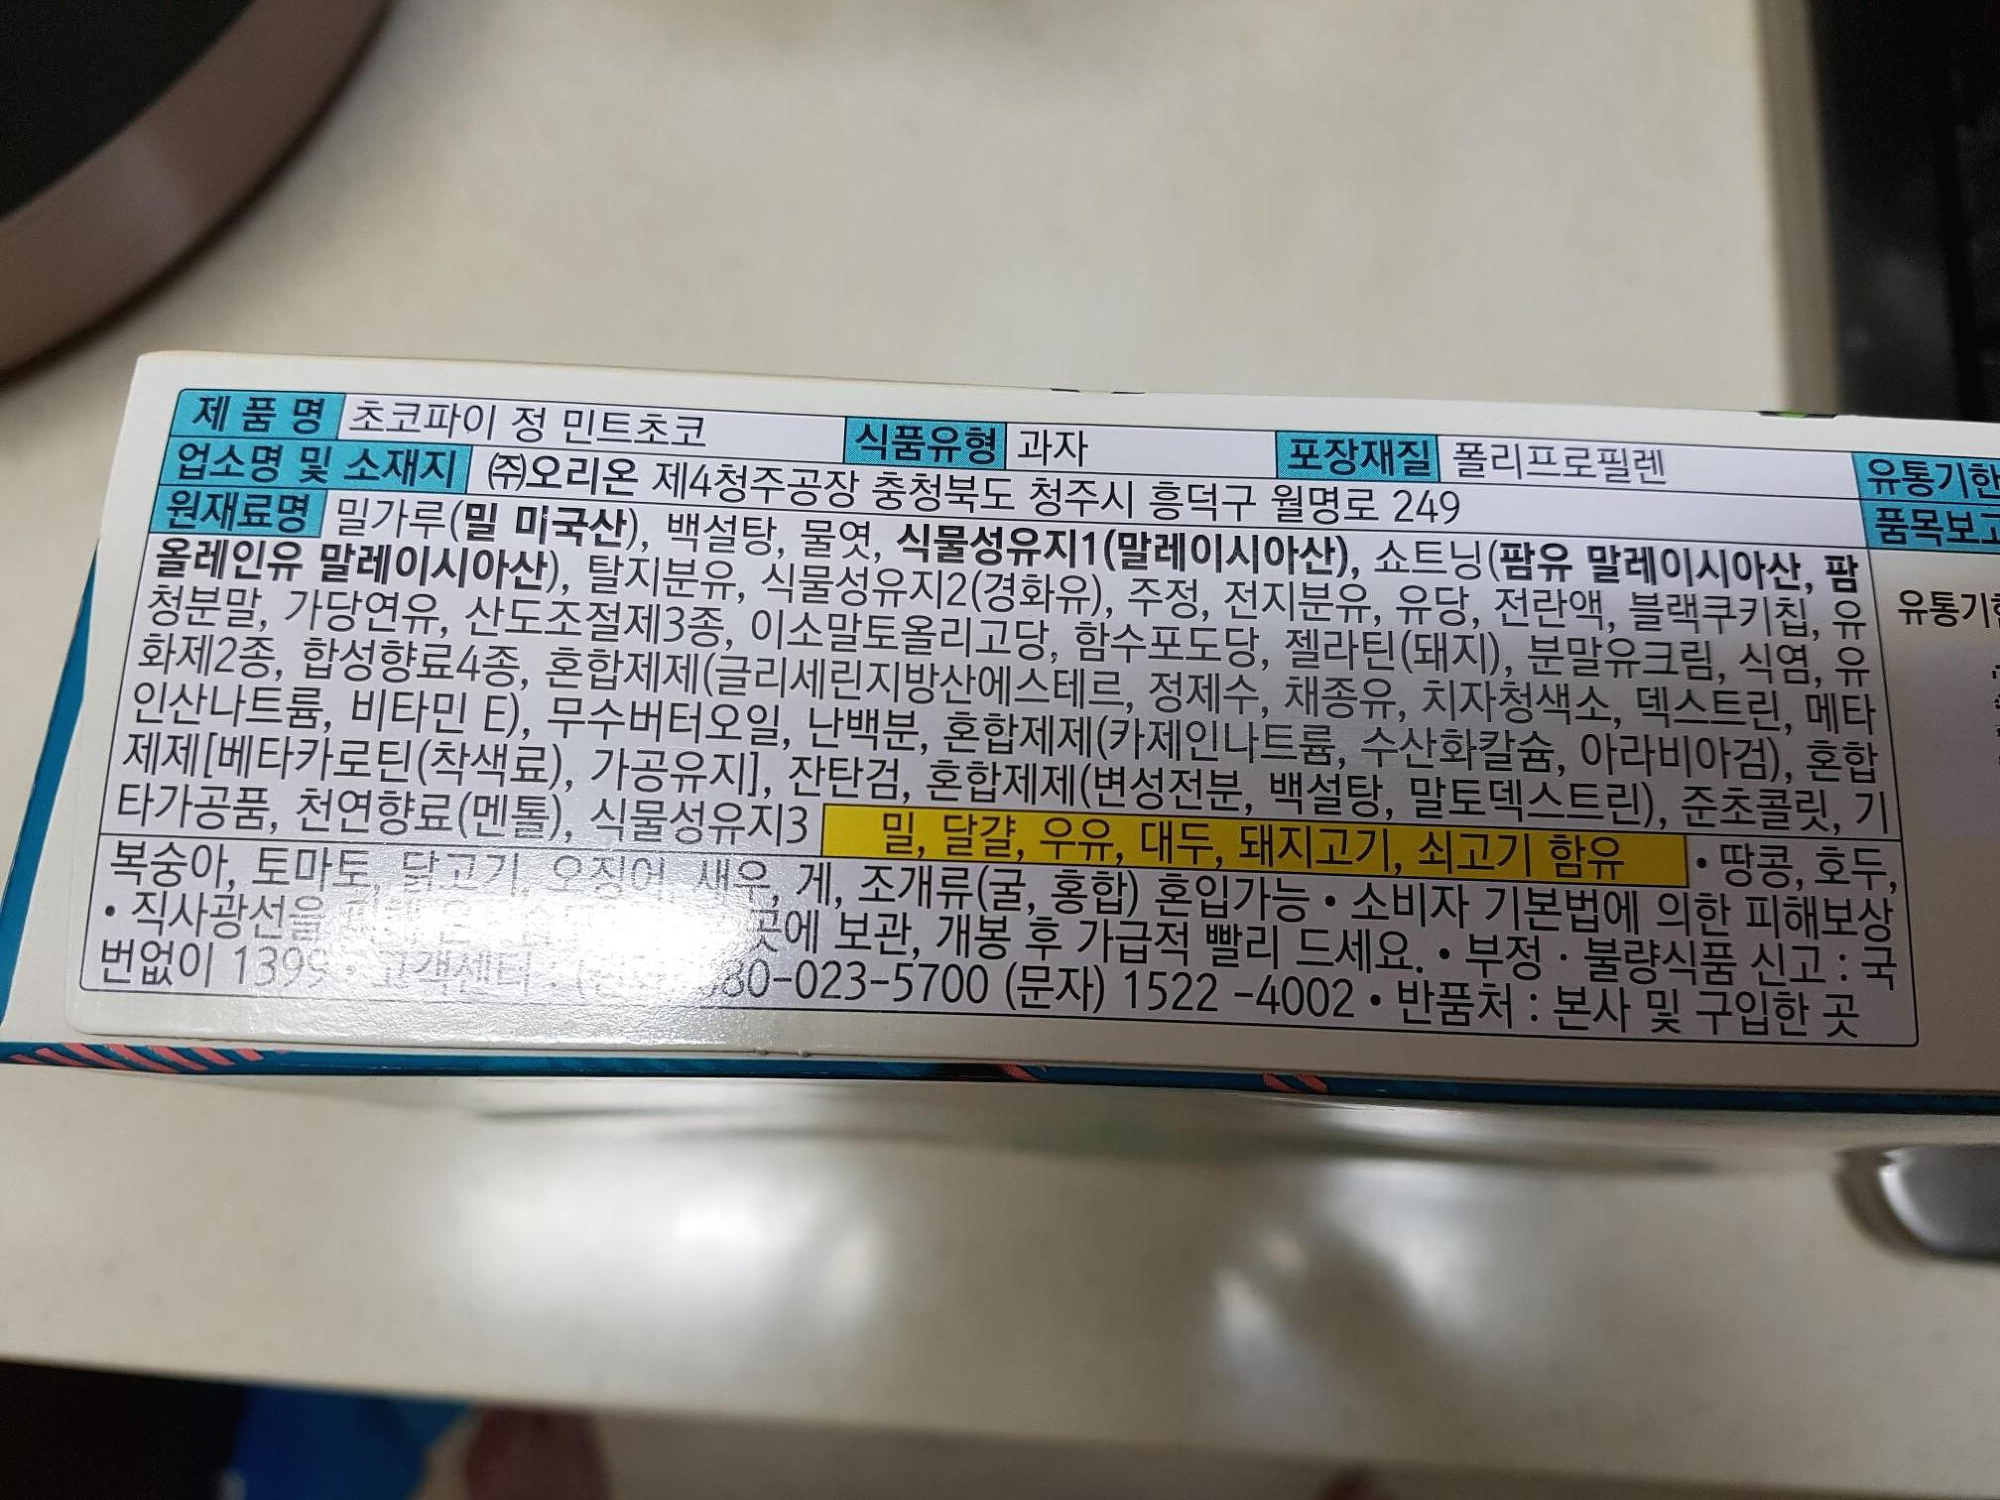 제 품 명 초코파이 정 민트초코 식품유형 과자 포장재질 폴리프로필렌 유통기한
업소명 및 소재지 ㈜오리온 제4청주공장 충청북도 청주시 흥덕구 월명로 249 품목보고
원재료명 밀가루(밀 미국산), 백설탕, 물엿, 식물성유지1(말레이시아산), 쇼트닝(팜유 말레이시아산, 팜
올레인유 말레이시아산), 탈지분유, 식물성유지2(경화유), 주정, 전지분유, 유당, 전란액, 블랙쿠키칩, 유
유통기한
청분말, 가당연유, 산도조절제3종, 이소말토올리고당, 함수포도당, 젤라틴(돼지), 분말유크림, 식염, 유
화제2종, 합성향료4종, 혼합제제(글리세린지방산에스테르, 정제수, 채종유, 치자청색소, 덱스트린, 메타
인산나트륨, 비타민 E), 무수버터오일, 난백분, 혼합제제(카제인나트륨, 수산화칼슘, 아라비아검), 혼합
제제[베타카로틴(착색료), 가공유지], 잔탄검, 혼합제제(변성전분, 백설탕, 말토덱스트린), 준초콜릿, 기
타가공품, 천연향료(멘톨), 식물성유지3 밀, 달걀, 우유, 대두, 돼지고기, 쇠고기 함유 • 땅콩, 호두,
복숭아, 토마토, 닭고기, 오징어, 새우, 게, 조개류(굴, 홍합) 혼입가능 • 소비자 기본법에 의한 피해보상
• 직사광선을 곳에 보관, 개봉 후 가급적 빨리 드세요. • 부정 · 불량식품 신고 : 국
번없이 1399 • 고객센터 : 080-023-5700 (문자) 1522 -4002 • 반품처 : 본사 및 구입한 곳